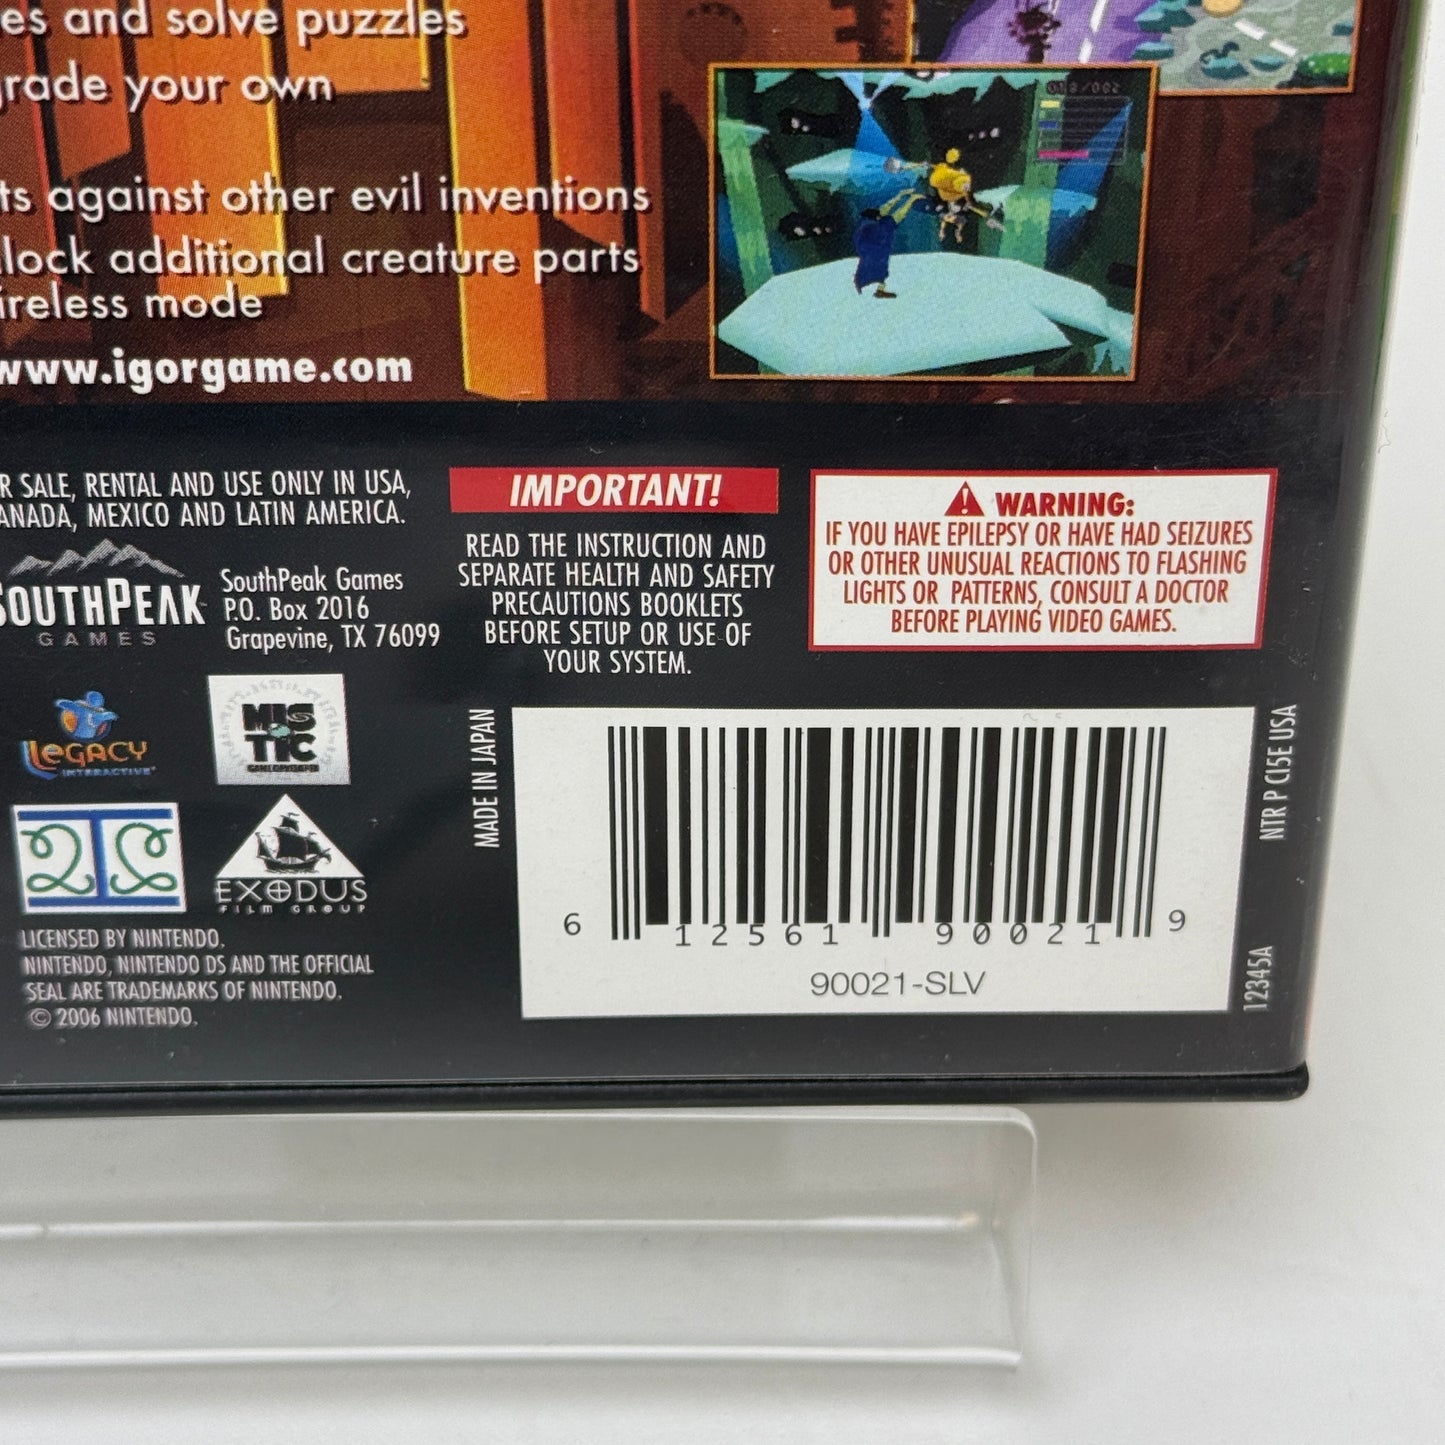 es and solve puzzles
grade your own
ts against other evil inventions
lock additional creature parts
ireless mode
www.igorgame.com
R SALE, RENTAL AND USE ONLY IN USA,
ANADA, MEXICO AND LATIN AMERICA.
SOUTHPEAK
GAMES
SouthPeak Games
P.O. Box 2016
Grapevine, TX 76099
IMPORTANT!
READ THE INSTRUCTION AND
SEPARATE HEALTH AND SAFETY
PRECAUTIONS BOOKLETS
BEFORE SETUP OR USE OF
YOUR SYSTEM.
WARNING:
IF YOU HAVE EPILEPSY OR HAVE HAD SEIZURES
OR OTHER UNUSUAL REACTIONS TO FLASHING
LIGHTS OR PATTERNS, CONSULT A DOCTOR
BEFORE PLAYING VIDEO GAMES.
LEGACY
INTERACTIVE
MIS
TIC
EXODUS
FILM GROUP
LICENSED BY NINTENDO.
NINTENDO, NINTENDO DS AND THE OFFICIAL
SEAL ARE TRADEMARKS OF NINTENDO.
© 2006 NINTENDO.
MADE IN JAPAN
6 12561 90021 9
90021-SLV
NTR P CI5E USA
12345A